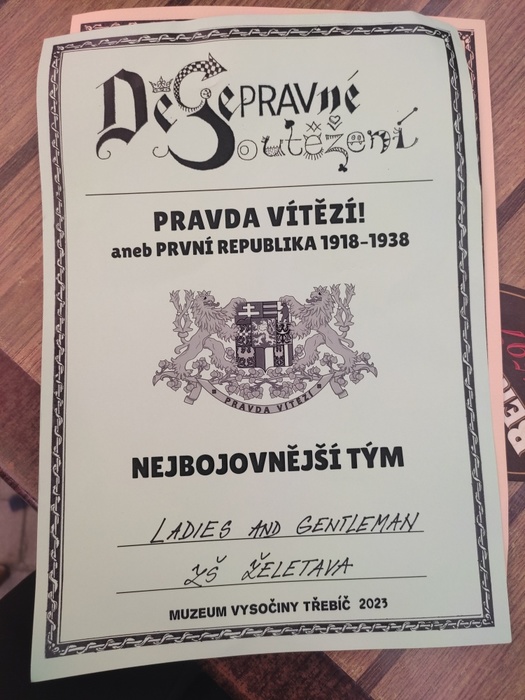 DěSePRAVné
Soutěžení
PRAVDA VÍTĚZÍ!
aneb PRVNÍ REPUBLIKA 1918-1938
PRAVDA VÍTĚZÍ
NEJBOJOVNĚJŠÍ TÝM
LADIES AND GENTLEMAN
ZŠ ŽELETAVA
MUZEUM VYSOČINY TŘEBÍČ 2023